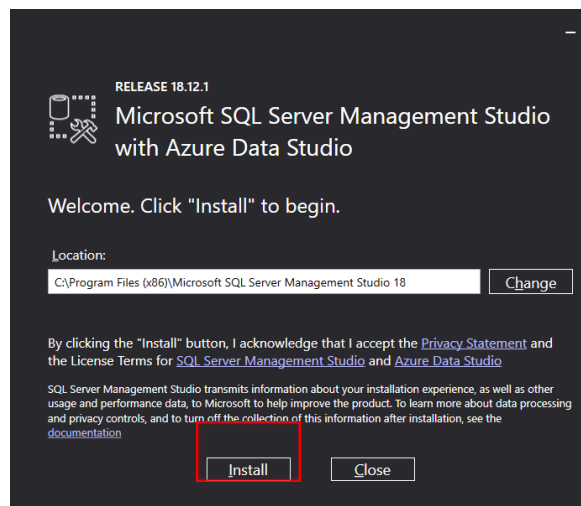 RELEASE 18.12.1
Microsoft SQL Server Management Studio
with Azure Data Studio
Welcome. Click "Install" to begin.
Location:
C:\Program Files (x86)\Microsoft SQL Server Management Studio 18
Change
By clicking the "Install" button, I acknowledge that I accept the Privacy Statement and
the License Terms for SQL Server Management Studio and Azure Data Studio
SQL Server Management Studio transmits information about your installation experience, as well as other
usage and performance data, to Microsoft to help improve the product. To learn more about data processing
and privacy controls, and to turn off the collection of this information after installation, see the
documentation
Install Close